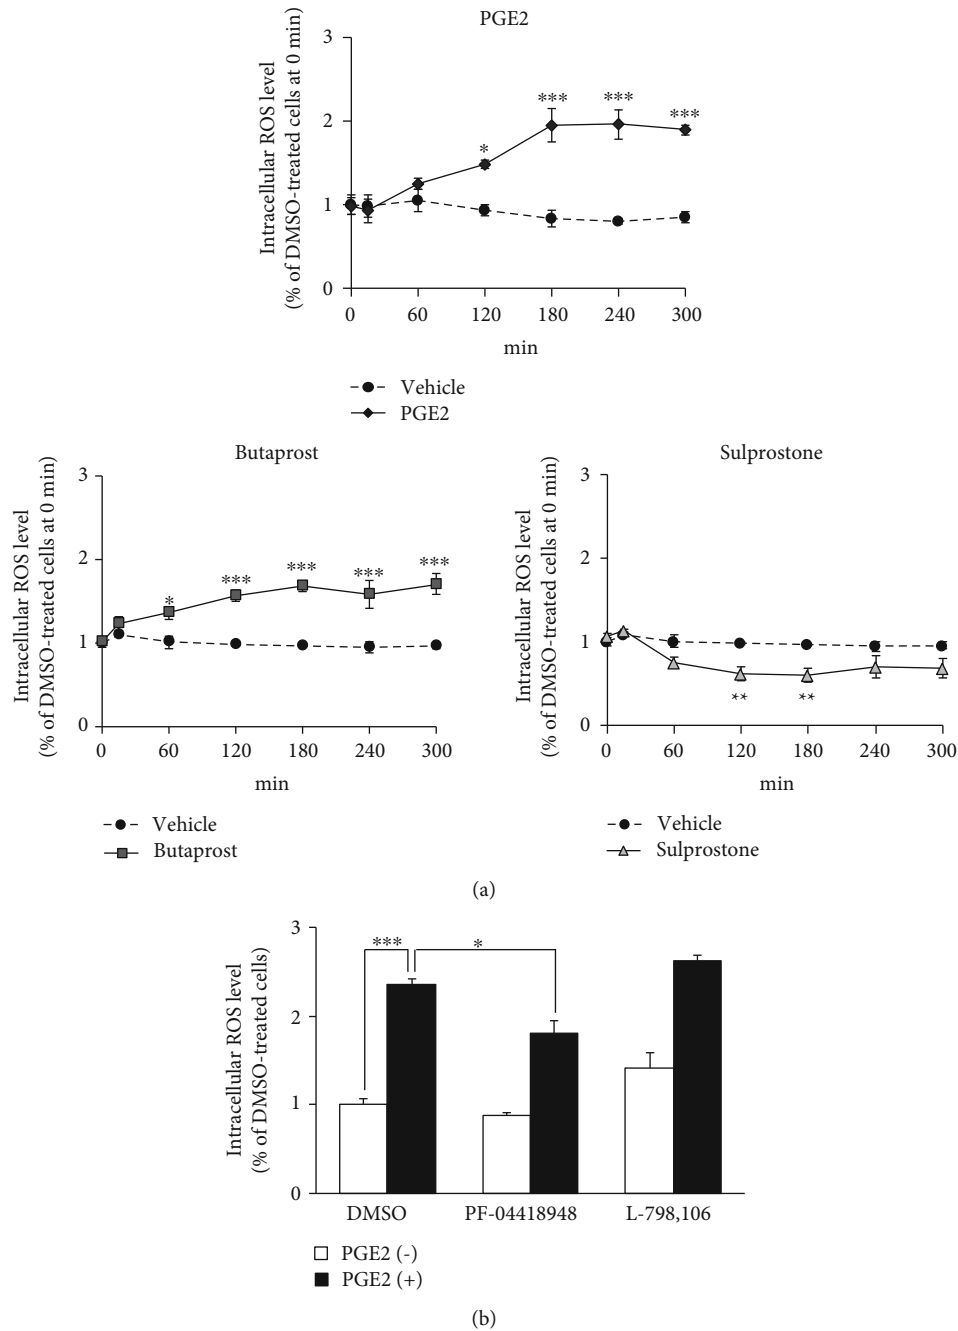 PGE2
Intracellular ROS level
(% of DMSO-treated cells at 0 min)
3
2
1
0
*
***
***
***
0 60 120 180 240 300
min
Vehicle
PGE2
Butaprost
Intracellular ROS level
(% of DMSO-treated cells at 0 min)
3
2
1
0
*
***
***
***
***
0 60 120 180 240 300
min
Vehicle
Butaprost
Sulprostone
Intracellular ROS level
(% of DMSO-treated cells at 0 min)
3
2
1
0
**
**
0 60 120 180 240 300
min
Vehicle
Sulprostone
(a)
Intracellular ROS level
(% of DMSO-treated cells)
3
2
1
0
***
*
DMSO PF-04418948 L-798,106
PGE2 (-)
PGE2 (+)
(b)